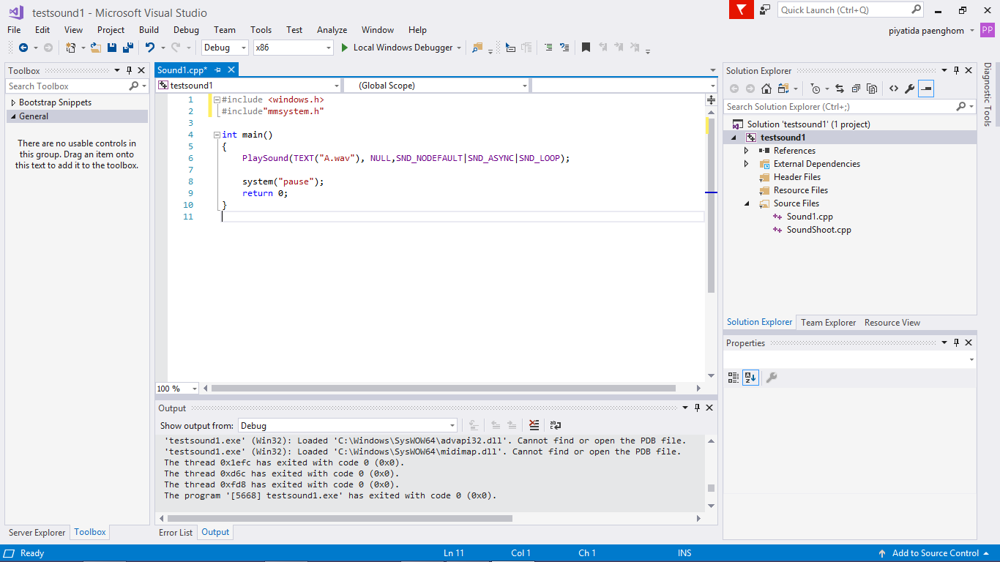 testsound1 - Microsoft Visual Studio
Quick Launch (Ctrl+Q)
File Edit View Project Build Debug Team Tools Test Analyze Window Help
piyatida paenghom PP
Debug x86 Local Windows Debugger
Toolbox
Search Toolbox
Bootstrap Snippets
General
There are no usable controls in
this group. Drag an item onto
this text to add it to the toolbox.
Server Explorer Toolbox
Sound1.cpp*
testsound1 (Global Scope)
1 #include <windows.h>
2 #include"mmsystem.h"
3
4 int main()
5 {
6 PlaySound(TEXT("A.wav"), NULL,SND_NODEFAULT|SND_ASYNC|SND_LOOP);
7
8 system("pause");
9 return 0;
10 }
11
100 %
Output
Show output from: Debug
'testsound1.exe' (Win32): Loaded 'C:\Windows\SysWOW64\advapi32.dll'. Cannot find or open the PDB file.
'testsound1.exe' (Win32): Loaded 'C:\Windows\SysWOW64\midimap.dll'. Cannot find or open the PDB file.
The thread 0x1efc has exited with code 0 (0x0).
The thread 0xd6c has exited with code 0 (0x0).
The thread 0xfd8 has exited with code 0 (0x0).
The program '[5668] testsound1.exe' has exited with code 0 (0x0).
Error List Output
Solution Explorer
Search Solution Explorer (Ctrl+;)
Solution 'testsound1' (1 project)
testsound1
References
External Dependencies
Header Files
Resource Files
Source Files
Sound1.cpp
SoundShoot.cpp
Solution Explorer Team Explorer Resource View
Properties
Diagnostic Tools
Ready Ln 11 Col 1 Ch 1 INS Add to Source Control